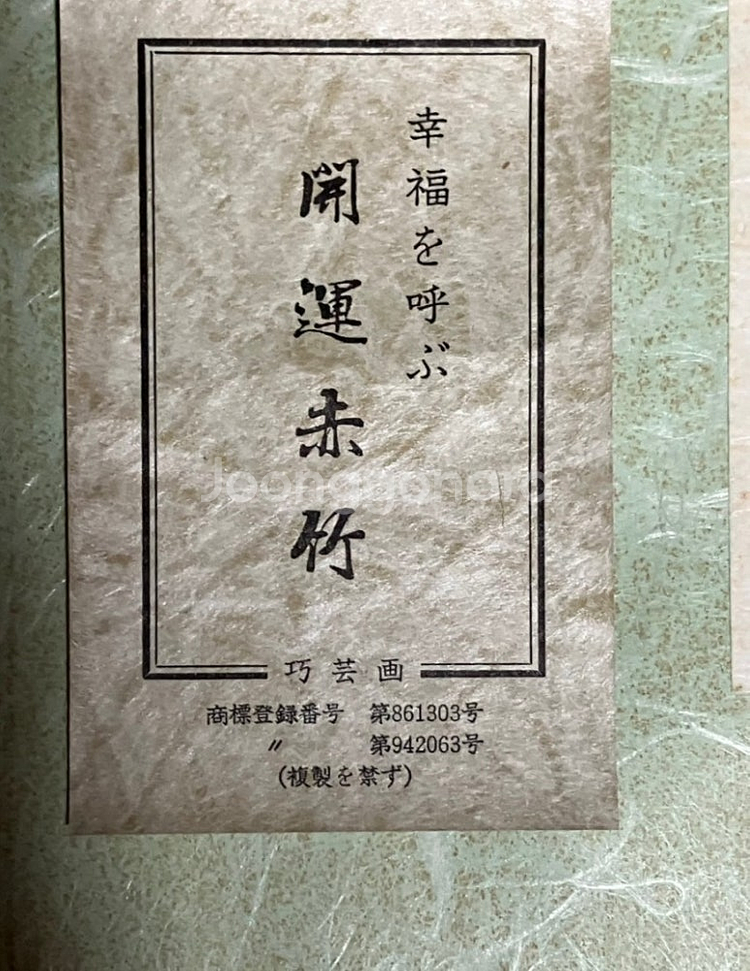 幸福を呼ぶ
開運赤竹
巧芸画
商標登録番号 第861303号
〃 第942063号
(複製を禁ず)
Joonggonara